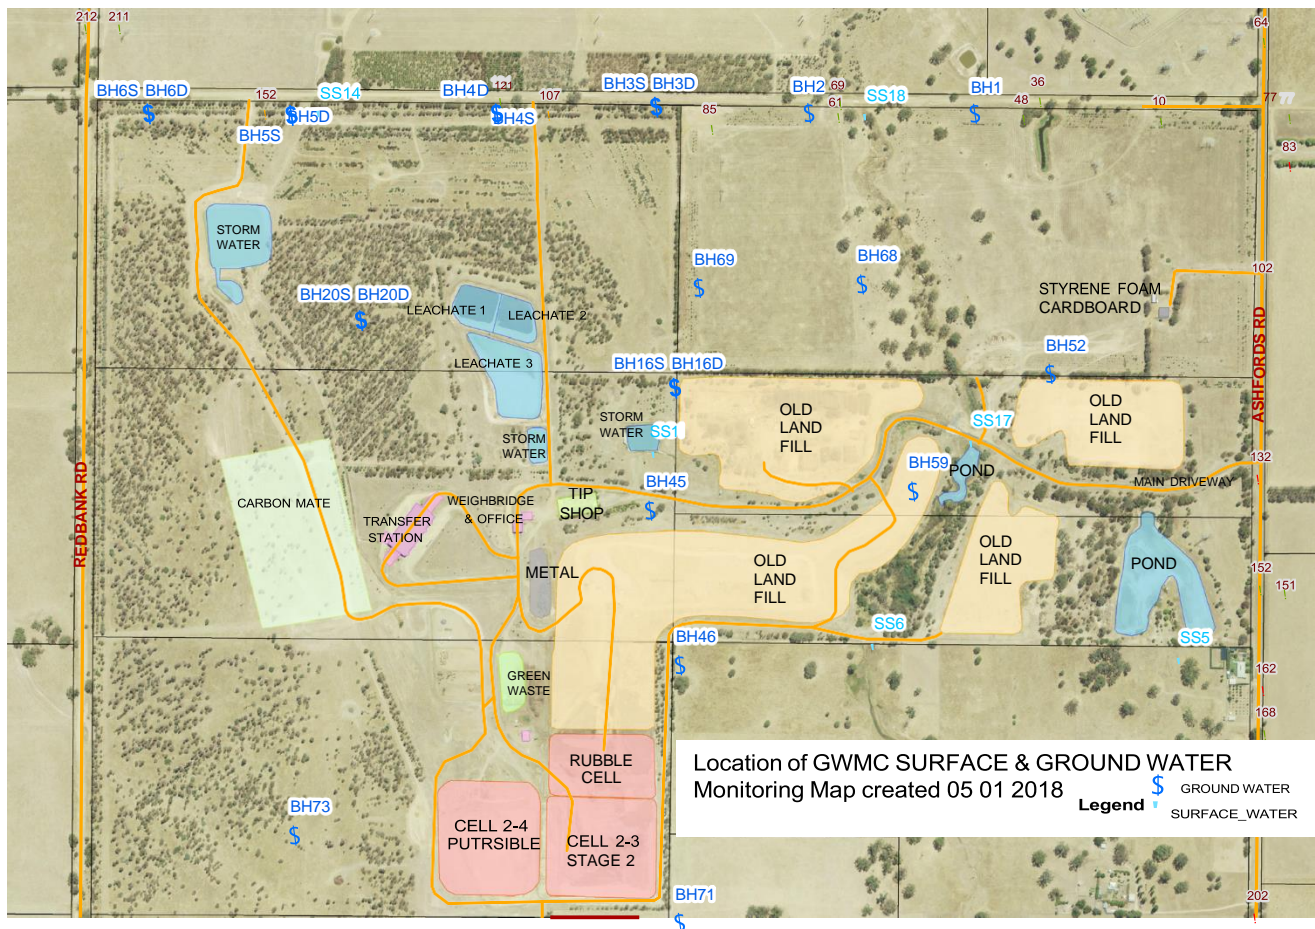 212 211
64
BH6S BH6D
152
SS14
BH4D
121
107
BH3S BH3D
BH2
69
61
SS18
BH1
36
48
10
77
77
85
BH5D
BH5S
BH4S
83
STORM
WATER
BH69
BH68
102
BH20S BH20D
LEACHATE 1
LEACHATE 2
STYRENE FOAM
CARDBOARD
ASHFORDS RD
LEACHATE 3
BH16S BH16D
BH52
STORM
WATER
SS1
OLD
LAND
FILL
SS17
OLD
LAND
FILL
STORM
WATER
132
REDBANK RD
BH59
POND
BH45
MAIN DRIVEWAY
CARBON MATE
WEIGHBRIDGE
& OFFICE
TIP
SHOP
TRANSFER
STATION
METAL
OLD
LAND
FILL
OLD
LAND
FILL
POND
152
151
SS6
SS5
BH46
162
GREEN
WASTE
168
RUBBLE
CELL
Location of GWMC SURFACE & GROUND WATER
Monitoring Map created 05 01 2018
Legend
GROUND WATER
SURFACE_WATER
BH73
CELL 2-4
PUTRSIBLE
CELL 2-3
STAGE 2
BH71
202